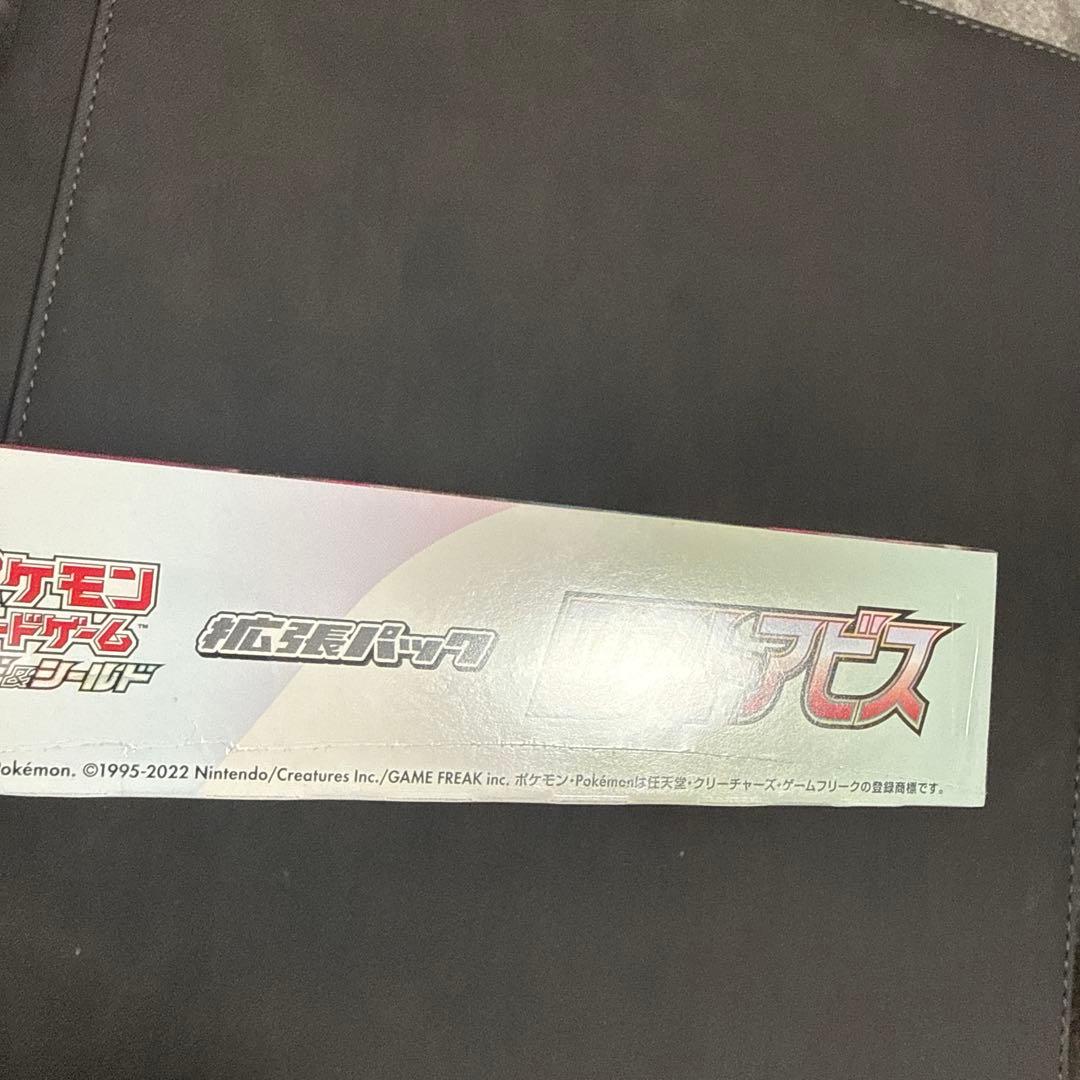 ケモン
ードゲーム™
&シールド
拡張パック
アビス
Pokémon. ©1995-2022 Nintendo/Creatures Inc./GAME FREAK inc. ポケモン・Pokémonは任天堂・クリーチャーズ・ゲームフリークの登録商標です。